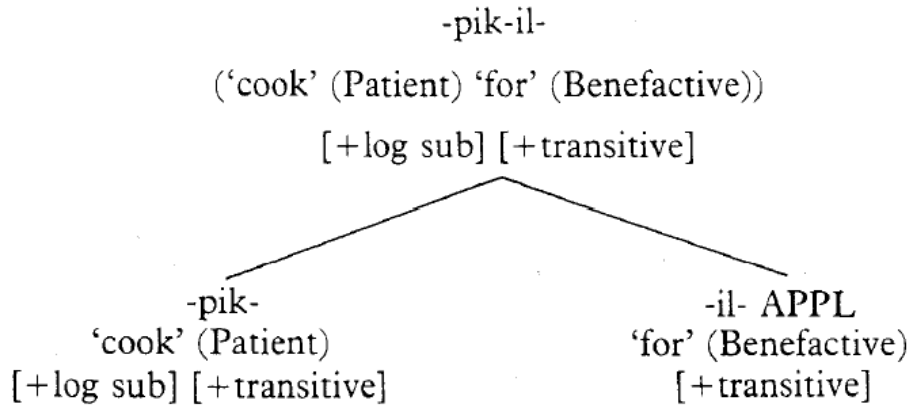 -pik-il-
(‘cook’ (Patient) ‘for’ (Benefactive))
[+log sub] [+transitive]
-pik-
‘cook’ (Patient)
[+log sub] [+transitive]
-il- APPL
‘for’ (Benefactive)
[+transitive]